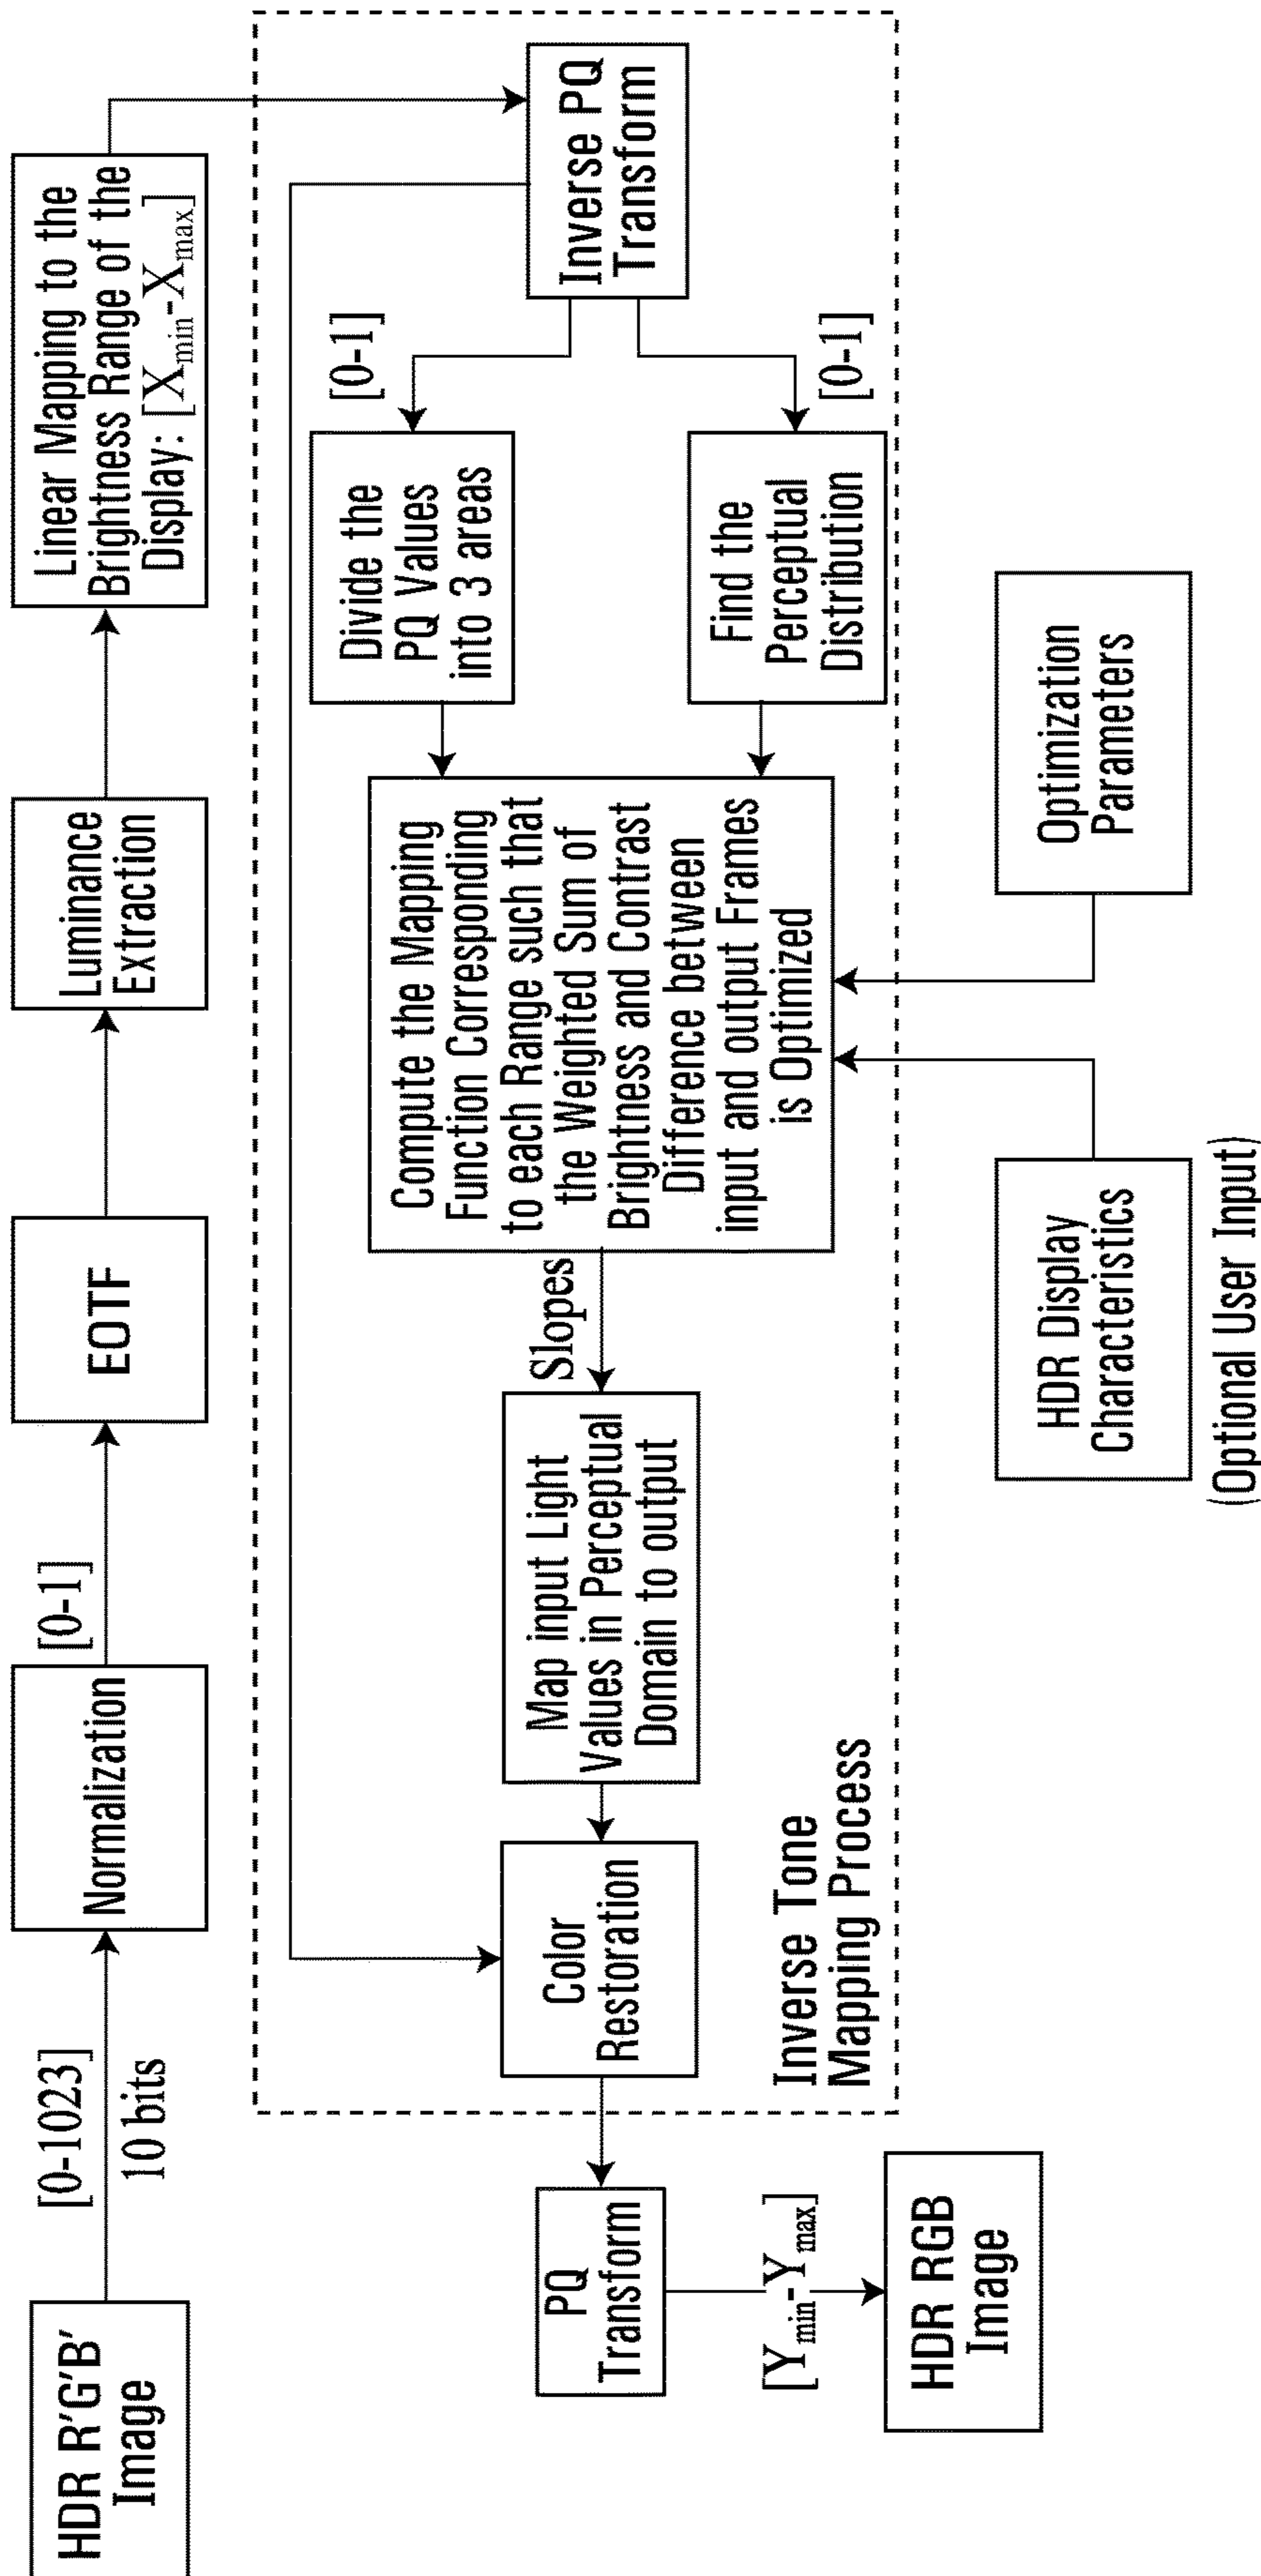 HDR R'G'B'
Image
[0-1023]
10 bits
Normalization
[0-1]
EOTF
Luminance
Extraction
Linear Mapping to the
Brightness Range of the
Display: [Xmin-Xmax]
Inverse PQ
Transform
[0-1]
[0-1]
Divide the
PQ Values
into 3 areas
Find the
Perceptual
Distribution
Compute the Mapping
Function Corresponding
to each Range such that
the Weighted Sum of
Brightness and Contrast
Difference between
input and output Frames
is Optimized
Optimization
Parameters
HDR Display
Characteristics
(Optional User Input)
Slopes
Map input Light
Values in Perceptual
Domain to output
Color
Restoration
Inverse Tone
Mapping Process
PQ
Transform
[Ymin-Ymax]
HDR RGB
Image